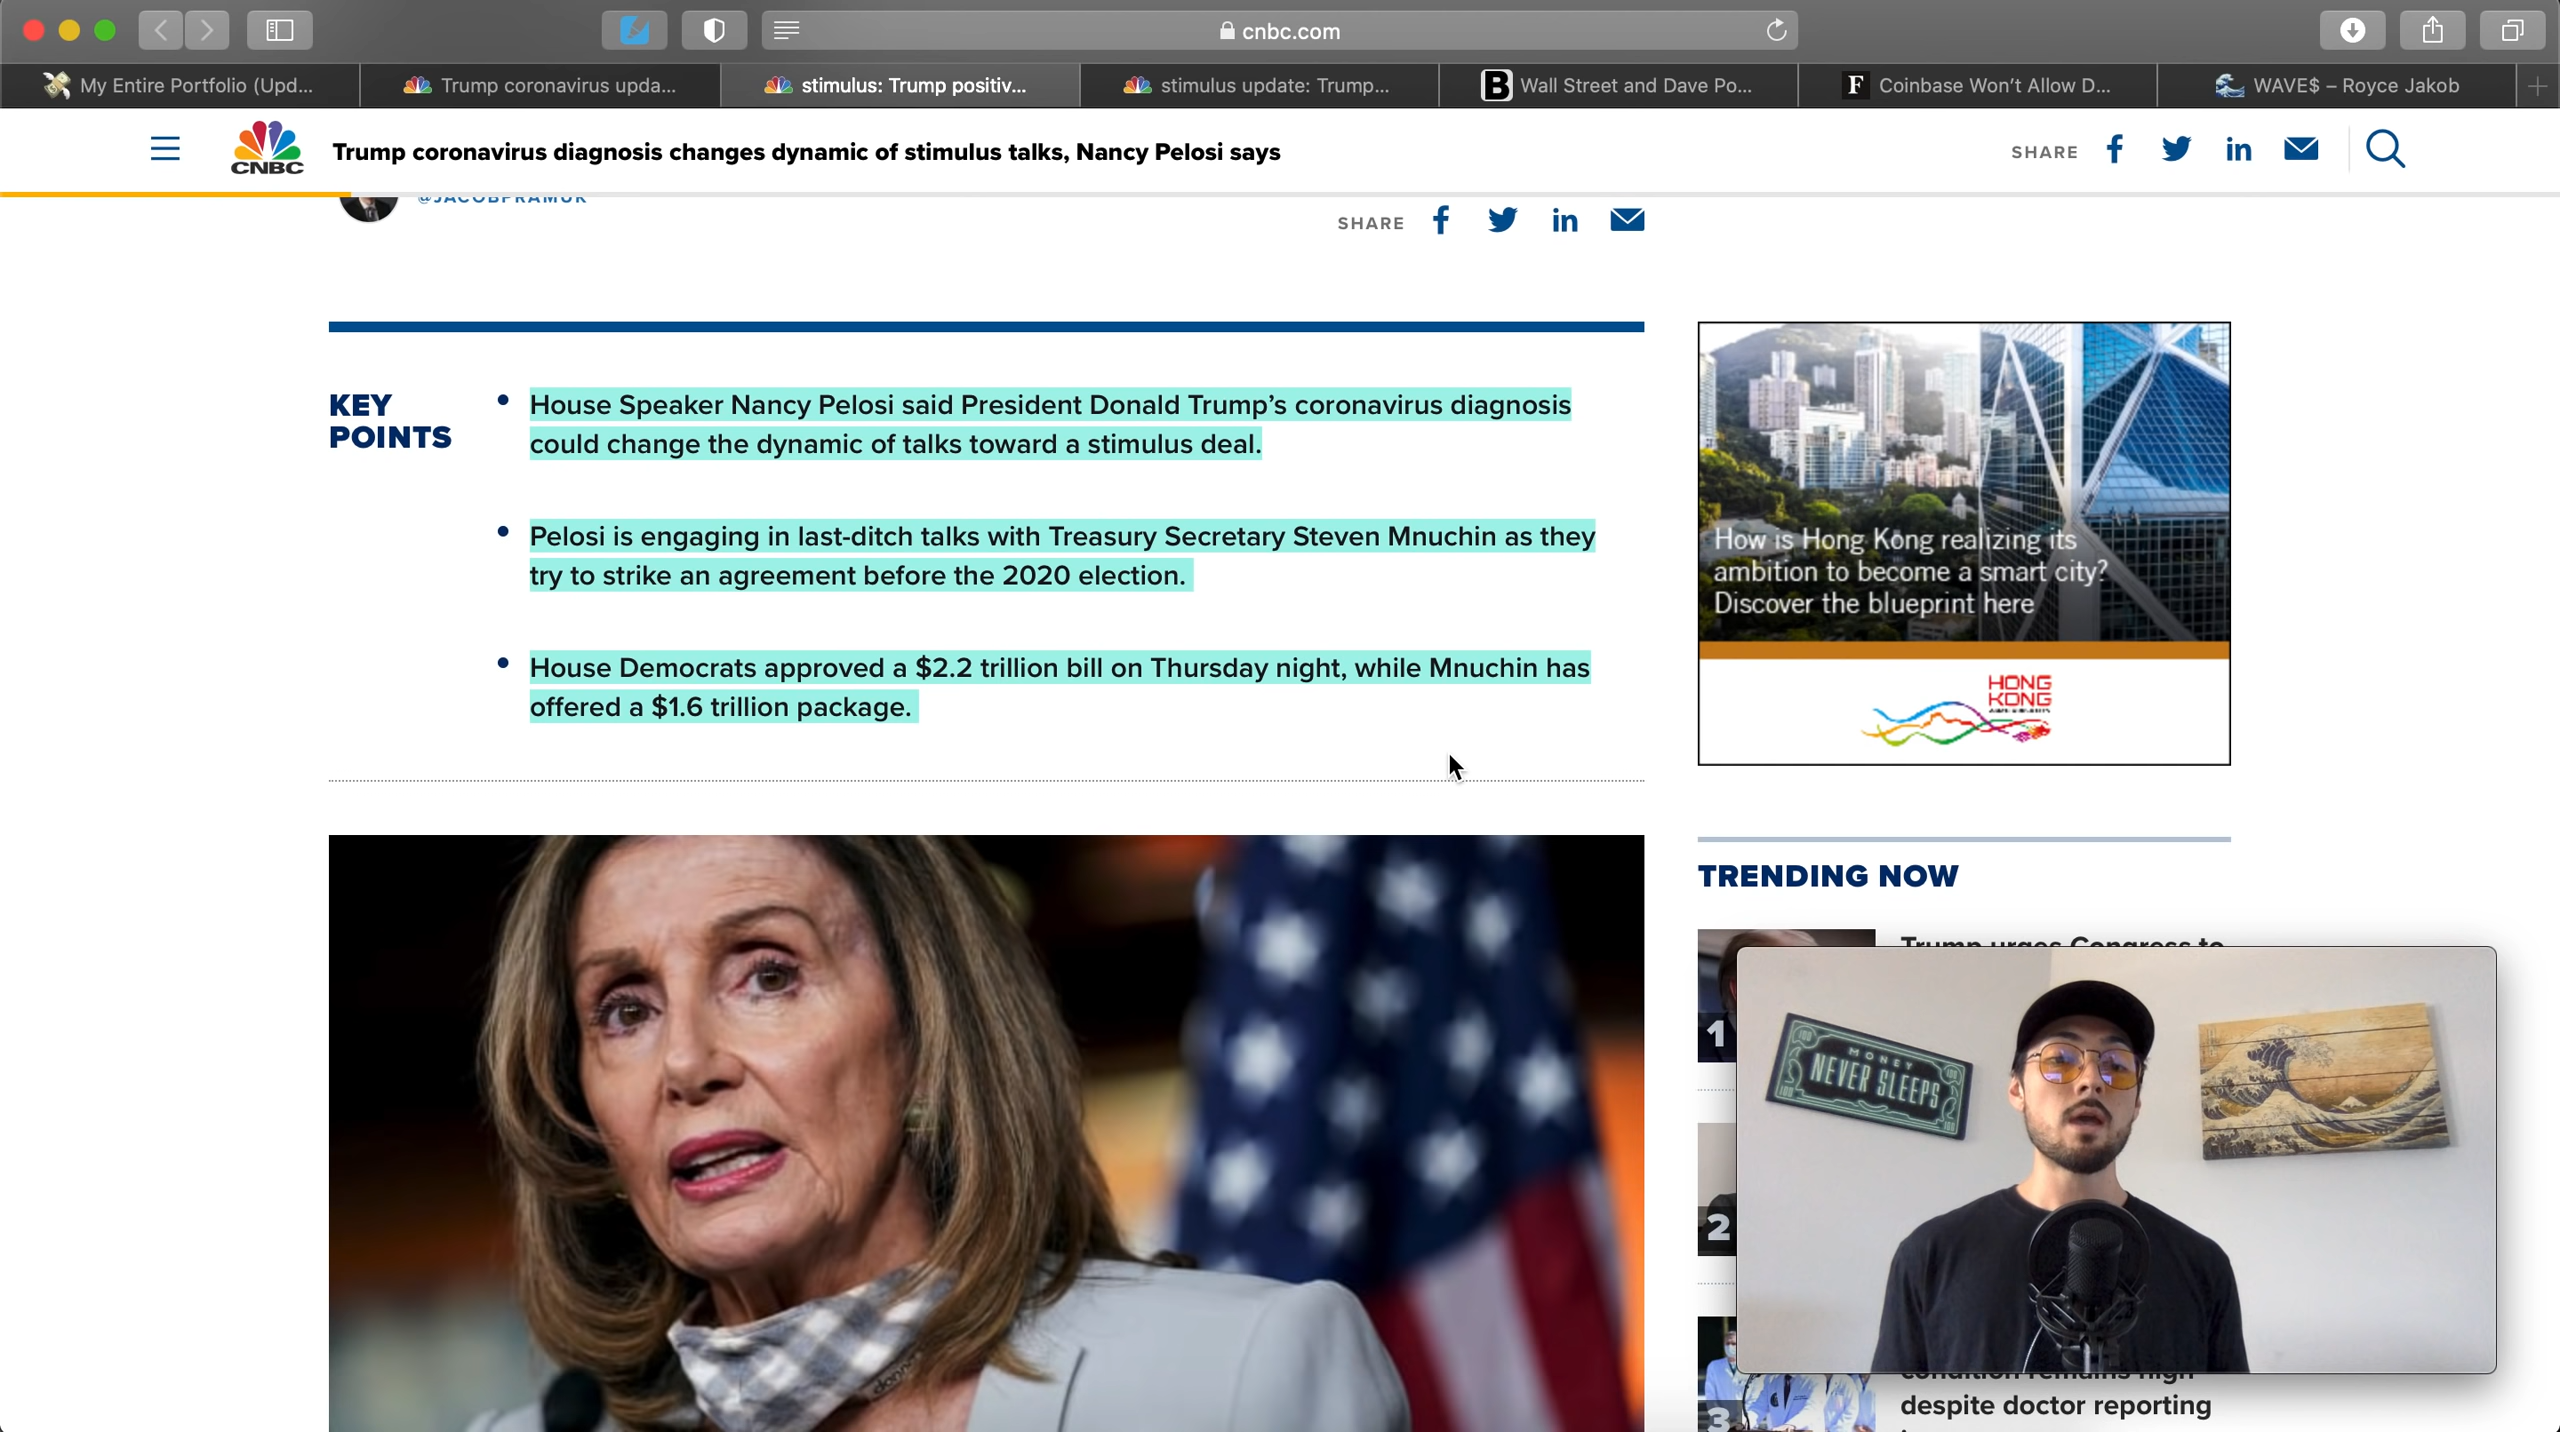 cnbc.com
My Entire Portfolio (Upd...
Trump coronavirus upda...
stimulus: Trump positiv...
stimulus update: Trump...
B
Wall Street and Dave Po...
F
Coinbase Won't Allow D...
WAVE$ – Royce Jakob
CNBC
Trump coronavirus diagnosis changes dynamic of stimulus talks, Nancy Pelosi says
SHARE
@JACOBPRAMUK
SHARE
KEY
POINTS
• House Speaker Nancy Pelosi said President Donald Trump's coronavirus diagnosis
could change the dynamic of talks toward a stimulus deal.
• Pelosi is engaging in last-ditch talks with Treasury Secretary Steven Mnuchin as they
try to strike an agreement before the 2020 election.
• House Democrats approved a $2.2 trillion bill on Thursday night, while Mnuchin has
offered a $1.6 trillion package.
How is Hong Kong realizing its
ambition to become a smart city?
Discover the blueprint here
HONG
KONG
TRENDING NOW
Trump urges Congress to
1
2
3
MONEY
NEVER SLEEPS
100
100
100
100
condition remains high
despite doctor reporting